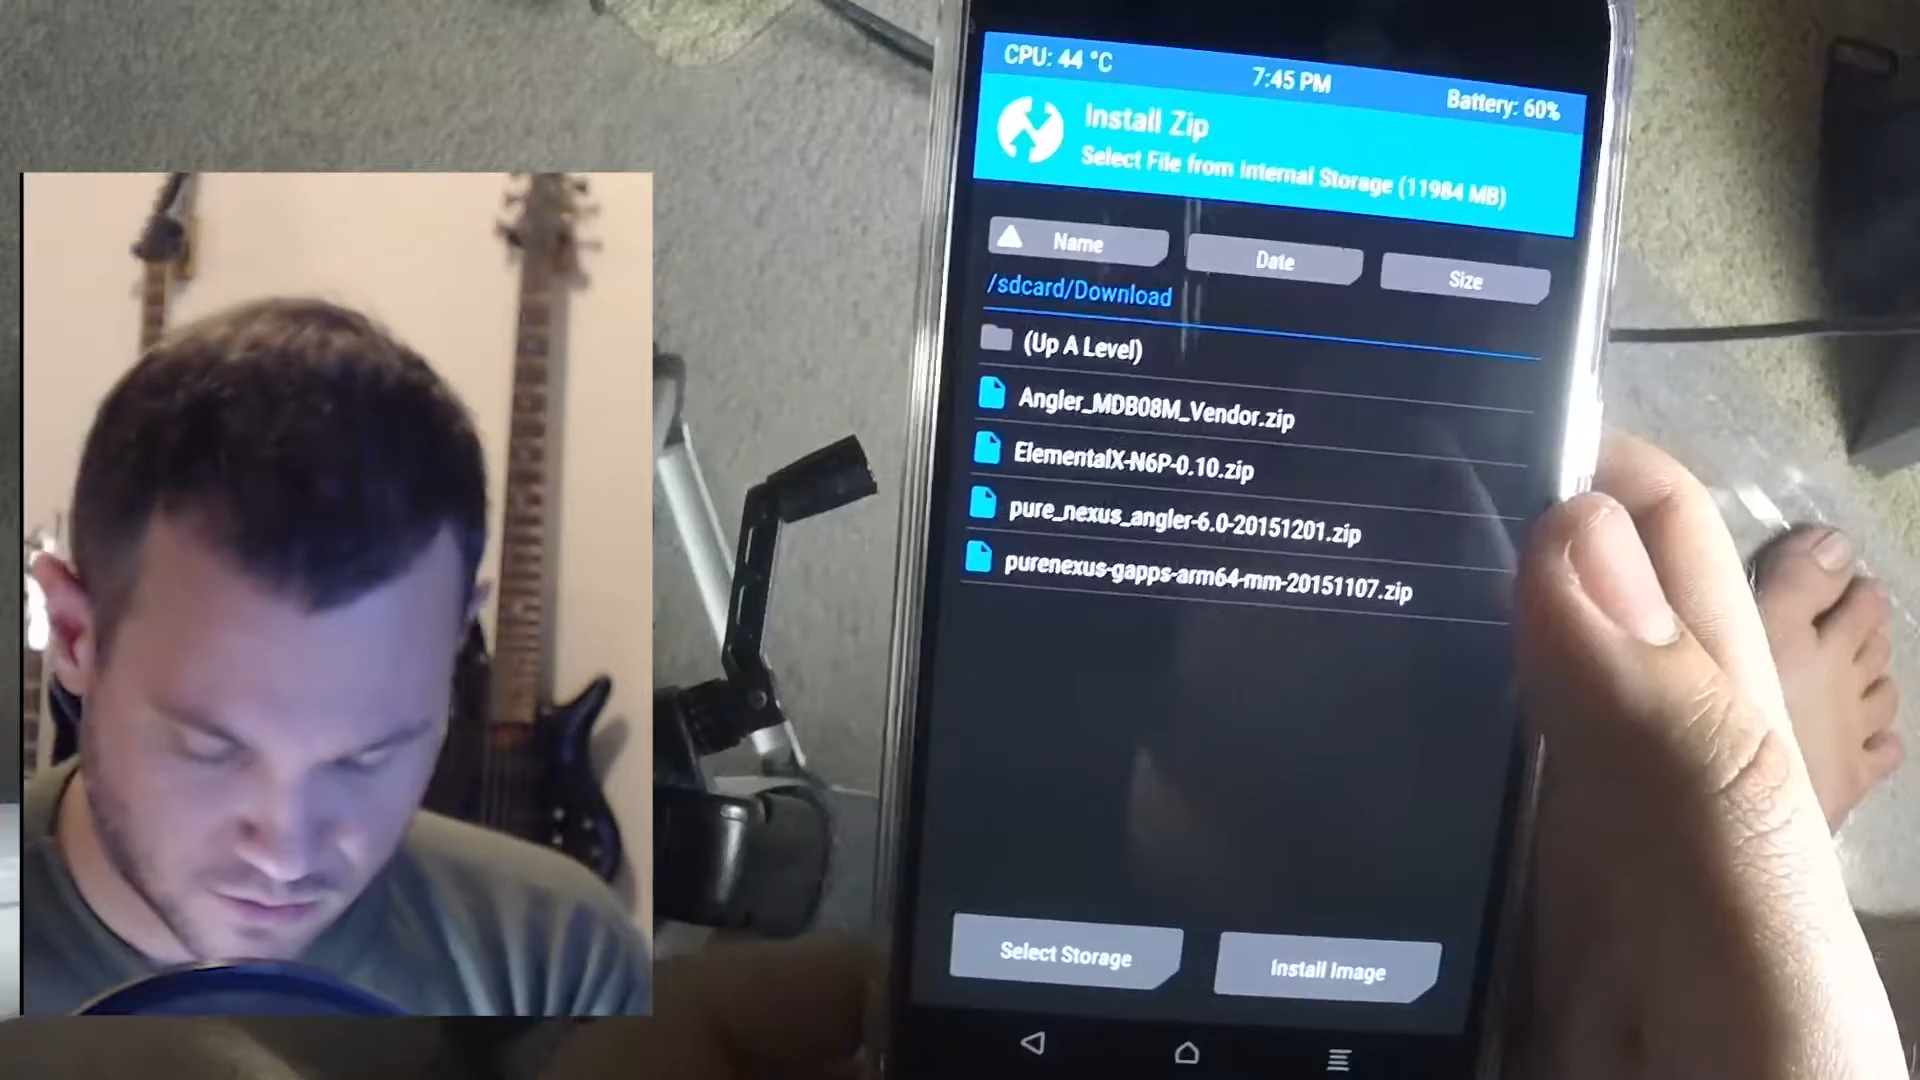 CPU: 44 °C
7:45 PM
Battery: 60%
Install Zip
Select File from Internal Storage (11984 MB)
Name
Date
Size
/sdcard/Download
(Up A Level)
Angler_MDB08M_Vendor.zip
ElementalX-N6P-0.10.zip
pure_nexus_angler-6.0-20151201.zip
purenexus-gapps-arm64-mm-20151107.zip
Select Storage
Install Image